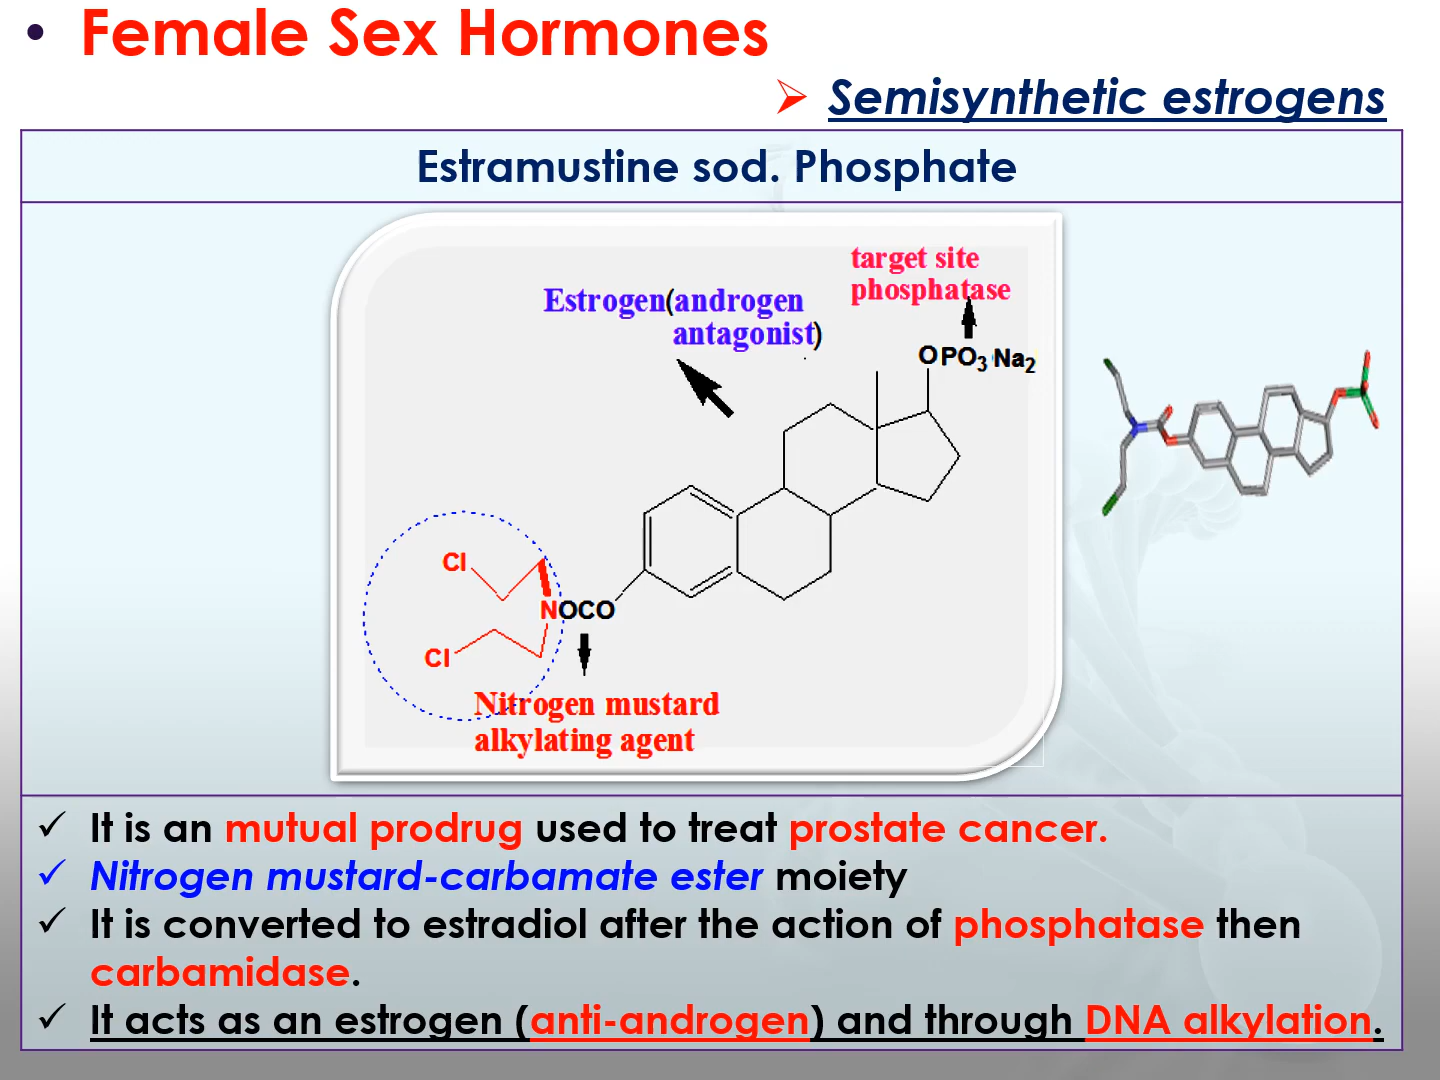 • Female Sex Hormones
➢ Semisynthetic estrogens
Estramustine sod. Phosphate
target site
phosphatase
Estrogen(androgen
antagonist)
OPO3Na2
Cl
NOCO
Cl
Nitrogen mustard
alkylating agent
✓ It is an mutual prodrug used to treat prostate cancer.
✓ Nitrogen mustard-carbamate ester moiety
✓ It is converted to estradiol after the action of phosphatase then
carbamidase.
✓ It acts as an estrogen (anti-androgen) and through DNA alkylation.